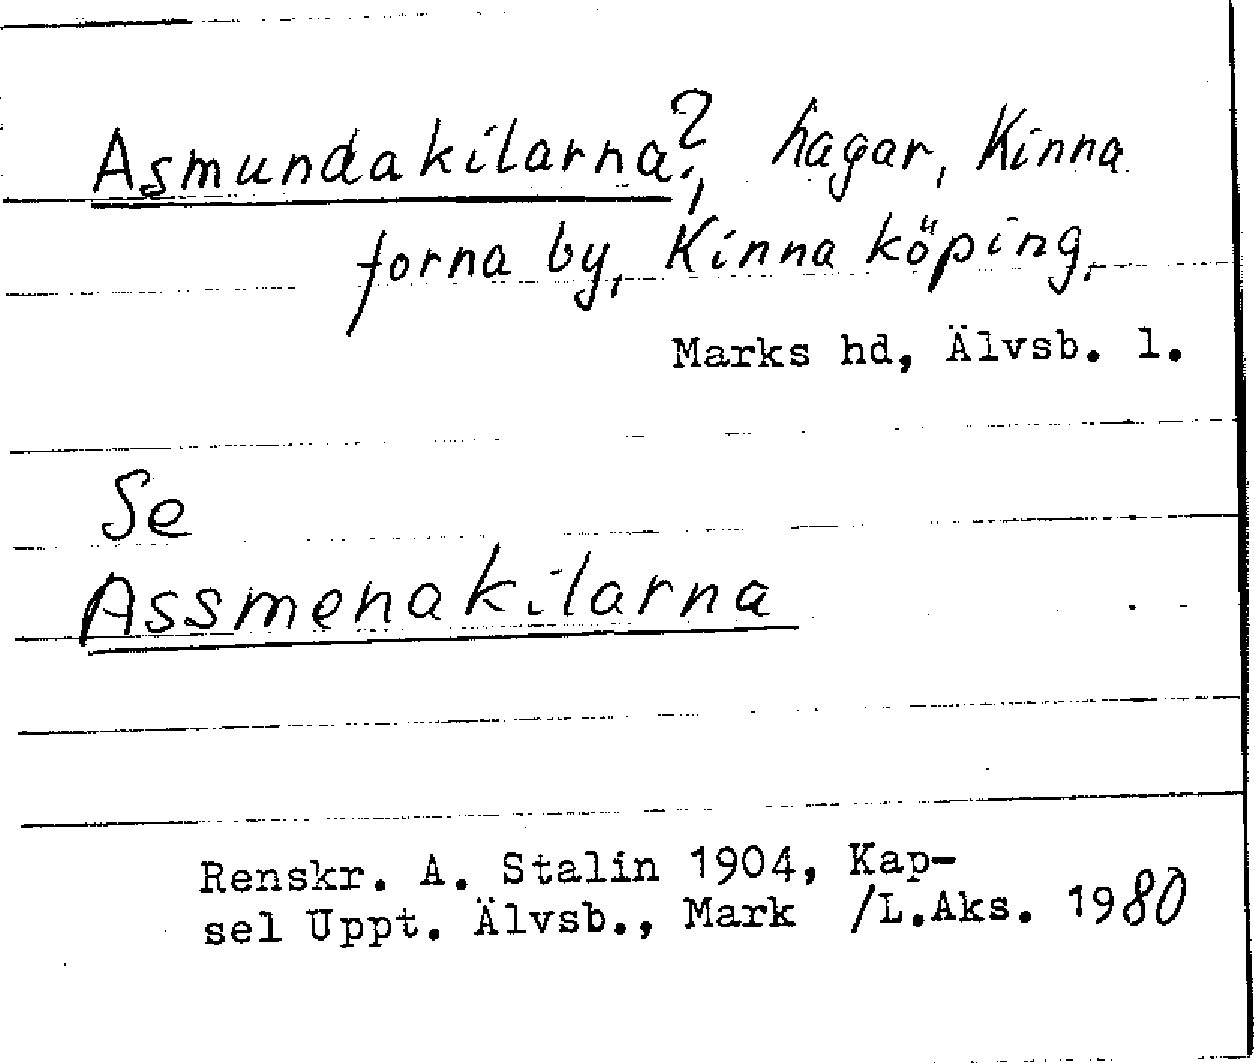 Asmundakilarna?, hagar, Kinna
forna by, Kinna köping,
Marks hd, Älvsb. l.
Se
Assmenakilarna
Renskr. A. Stalin 1904, Kap-
sel Uppt. Älvsb., Mark /L.Aks. 1980